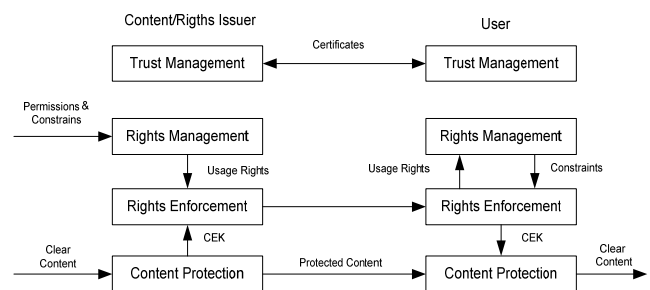 Content/Rigths Issuer
User
Trust Management
Certificates
Trust Management
Permissions &
Constrains
Rights Management
Rights Management
Usage Rights
Usage Rights
Constraints
Rights Enforcement
Rights Enforcement
CEK
CEK
Clear
Content
Content Protection
Protected Content
Content Protection
Clear
Content